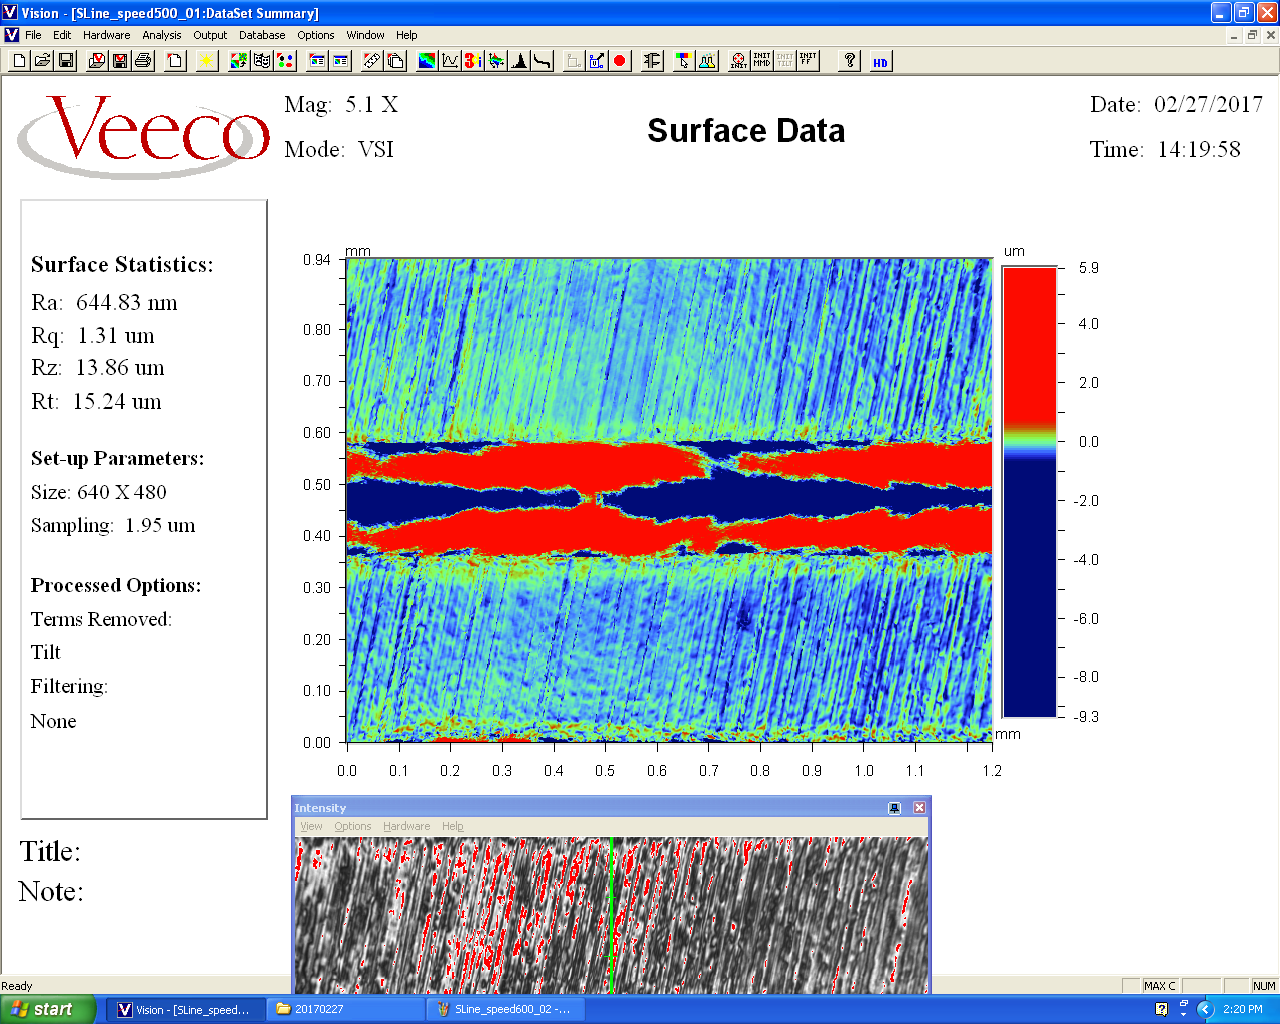 Vision - [SLine_speed500_01:DataSet Summary]
File Edit Hardware Analysis Output Database Options Window Help
INIT INIT MMD INIT TILT INIT FF ? HD
Veeco
Mag: 5.1 X
Mode: VSI
Surface Data
Date: 02/27/2017
Time: 14:19:58
Surface Statistics:
Ra: 644.83 nm
Rq: 1.31 um
Rz: 13.86 um
Rt: 15.24 um
Set-up Parameters:
Size: 640 X 480
Sampling: 1.95 um
Processed Options:
Terms Removed:
Tilt
Filtering:
None
Title:
Note:
mm
0.94
0.80
0.70
0.60
0.50
0.40
0.30
0.20
0.10
0.00
0.0 0.1 0.2 0.3 0.4 0.5 0.6 0.7 0.8 0.9 1.0 1.1 1.2
mm
um
5.9
4.0
2.0
0.0
-2.0
-4.0
-6.0
-8.0
-9.3
Intensity
View Options Hardware Help
Ready
MAX C NUM
start Vision - [SLine_speed... 20170227 SLine_speed600_02 -... 2:20 PM